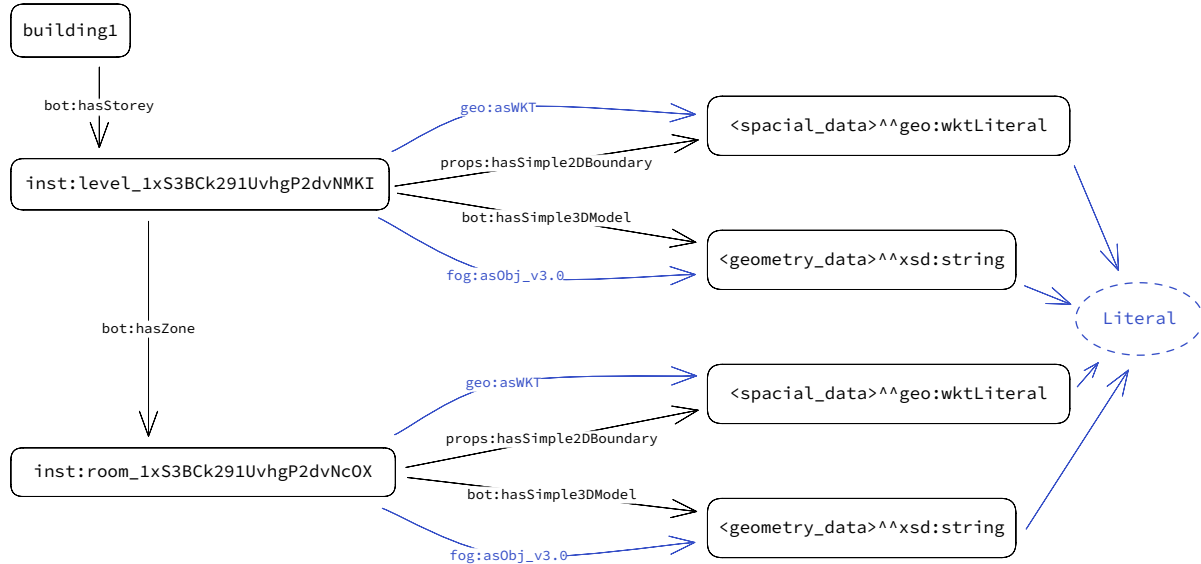 building1
bot:hasStorey
geo:asWKT
<spacial_data>^^geo:wktLiteral
props:hasSimple2DBoundary
inst:level_1xS3BCk291UvhgP2dvNMKI
bot:hasSimple3DModel
<geometry_data>^^xsd:string
fog:asObj_v3.0
Literal
bot:hasZone
geo:asWKT
<spacial_data>^^geo:wktLiteral
props:hasSimple2DBoundary
inst:room_1xS3BCk291UvhgP2dvNcOX
bot:hasSimple3DModel
<geometry_data>^^xsd:string
fog:asObj_v3.0